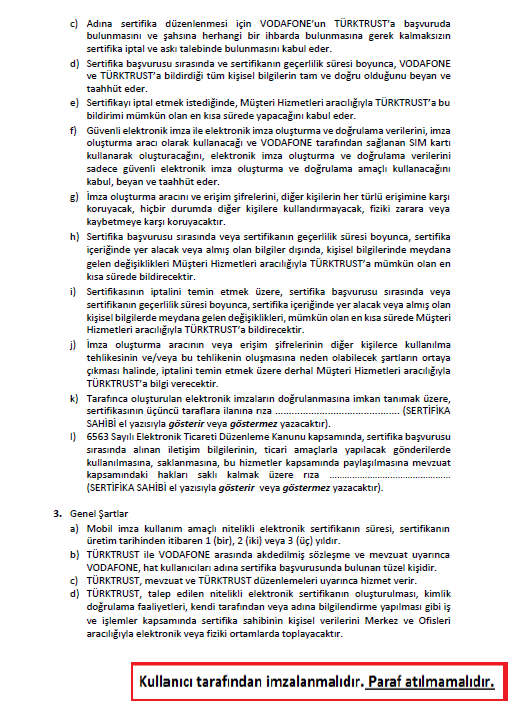 c) Adına sertifika düzenlenmesi için VODAFONE'un TÜRKTRUST'a başvuruda
bulunmasını ve şahsına herhangi bir ihbarda bulunmasına gerek kalmaksızın
sertifika iptal ve askı talebinde bulunmasını kabul eder.
d) Sertifika başvurusu sırasında ve sertifikanın geçerlilik süresi boyunca, VODAFONE
ve TÜRKTRUST'a bildirdiği tüm kişisel bilgilerin tam ve doğru olduğunu beyan ve
taahhüt eder.
e) Sertifikayı iptal etmek istediğinde, Müşteri Hizmetleri aracılığıyla TÜRKTRUST'a bu
bildirimi mümkün olan en kısa sürede yapacağını kabul eder.
f) Güvenli elektronik imza ile elektronik imza oluşturma ve doğrulama verilerini, imza
oluşturma aracı olarak kullanacağı ve VODAFONE tarafından sağlanan SIM kartı
kullanarak oluşturacağını, elektronik imza oluşturma ve doğrulama verilerini
sadece güvenli elektronik imza oluşturma ve doğrulama amaçlı kullanacağını
kabul, beyan ve taahhüt eder.
g) İmza oluşturma aracını ve erişim şifrelerini, diğer kişilerin her türlü erişimine karşı
koruyacak, hiçbir durumda diğer kişilere kullandırmayacak, fiziki zarara veya
kaybetmeye karşı koruyacaktır.
h) Sertifika başvurusu sırasında veya sertifikanın geçerlilik süresi boyunca, sertifika
içeriğinde yer alacak veya almış olan bilgiler dışında, kişisel bilgilerinde meydana
gelen değişiklikleri Müşteri Hizmetleri aracılığıyla TÜRKTRUST'a mümkün olan en
kısa sürede bildirecektir.
i) Sertifikasının iptalini temin etmek üzere, sertifika başvurusu sırasında veya
sertifikanın geçerlilik süresi boyunca, sertifika içeriğinde yer alacak veya almış olan
kişisel bilgilerde meydana gelen değişiklikleri, mümkün olan en kısa sürede Müşteri
Hizmetleri aracılığıyla TÜRKTRUST'a bildirecektir.
j) İmza oluşturma aracının veya erişim şifrelerinin diğer kişilerce kullanılma
tehlikesinin ve/veya bu tehlikenin oluşmasına neden olabilecek şartların ortaya
çıkması halinde, iptalini temin etmek üzere derhal Müşteri Hizmetleri aracılığıyla
TÜRKTRUST'a bilgi verecektir.
k) Tarafınca oluşturulan elektronik imzaların doğrulanmasına imkan tanımak üzere,
sertifikasının üçüncü taraflara ilanına rıza ............................................ (SERTİFİKA
SAHİBİ el yazısıyla gösterir veya göstermez yazacaktır).
l) 6563 Sayılı Elektronik Ticareti Düzenleme Kanunu kapsamında, sertifika başvurusu
sırasında alınan iletişim bilgilerinin, ticari amaçlarla yapılacak gönderilerde
kullanılmasına, saklanmasına, bu hizmetler kapsamında paylaşılmasına mevzuat
kapsamındaki hakları saklı kalmak üzere rıza ............................................
(SERTİFİKA SAHİBİ el yazısıyla gösterir veya göstermez yazacaktır).
3. Genel Şartlar
a) Mobil imza kullanım amaçlı nitelikli elektronik sertifikanın süresi, sertifikanın
üretim tarihinden itibaren 1 (bir), 2 (iki) veya 3 (üç) yıldır.
b) TÜRKTRUST ile VODAFONE arasında akdedilmiş sözleşme ve mevzuat uyarınca
VODAFONE, hat kullanıcıları adına sertifika başvurusunda bulunan tüzel kişidir.
c) TÜRKTRUST, mevzuat ve TÜRKTRUST düzenlemeleri uyarınca hizmet verir.
d) TÜRKTRUST, talep edilen nitelikli elektronik sertifikanın oluşturulması, kimlik
doğrulama faaliyetleri, kendi tarafından veya adına bilgilendirme yapılması gibi iş
ve işlemler kapsamında sertifika sahibinin kişisel verilerini Merkez ve Ofisleri
aracılığıyla elektronik veya fiziki ortamlarda toplayacaktır.
Kullanıcı tarafından imzalanmalıdır. Paraf atılmamalıdır.